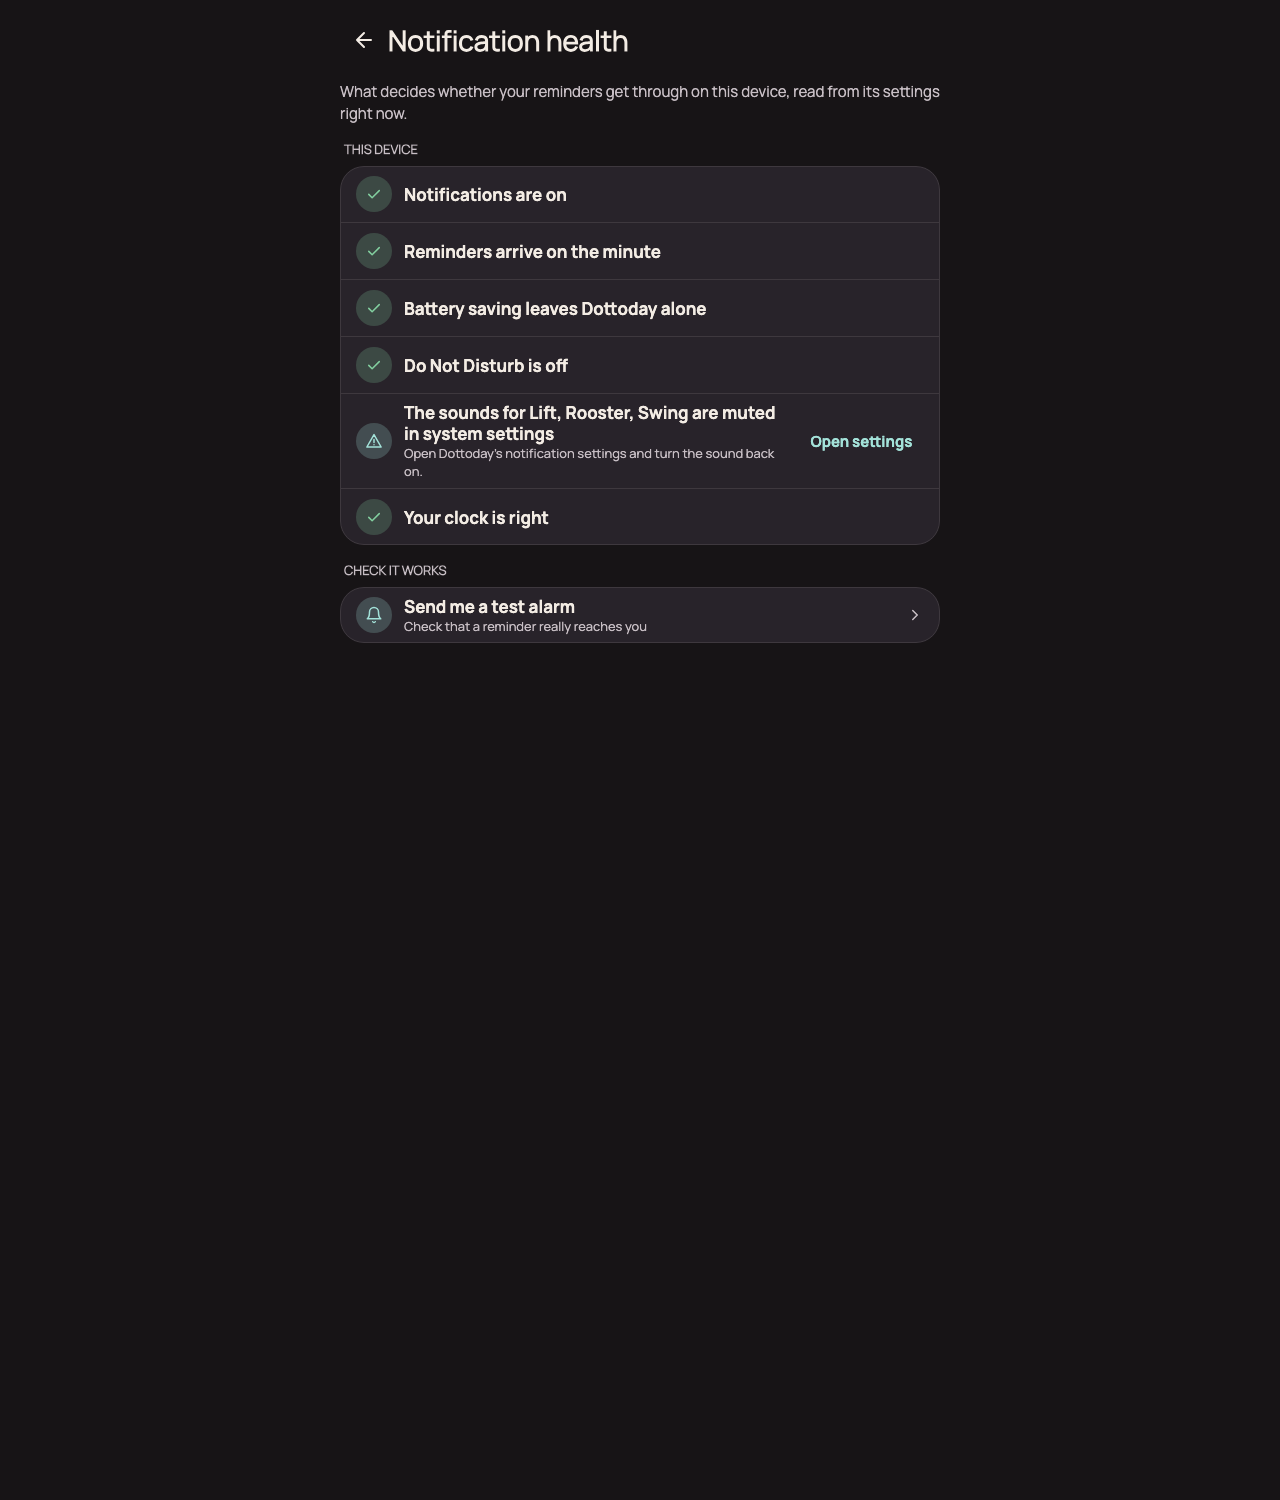 Notification health
What decides whether your reminders get through on this device, read from its settings
right now.
THIS DEVICE
Notifications are on
Reminders arrive on the minute
Battery saving leaves Dottoday alone
Do Not Disturb is off
The sounds for Lift, Rooster, Swing are muted
in system settings
Open Dottoday's notification settings and turn the sound back
on.
Open settings
Your clock is right
CHECK IT WORKS
Send me a test alarm
Check that a reminder really reaches you